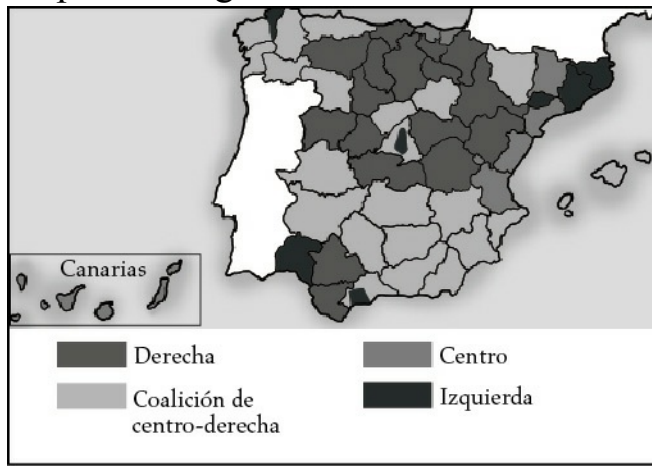 Canarias
Derecha
Centro
Coalición de
centro-derecha
Izquierda